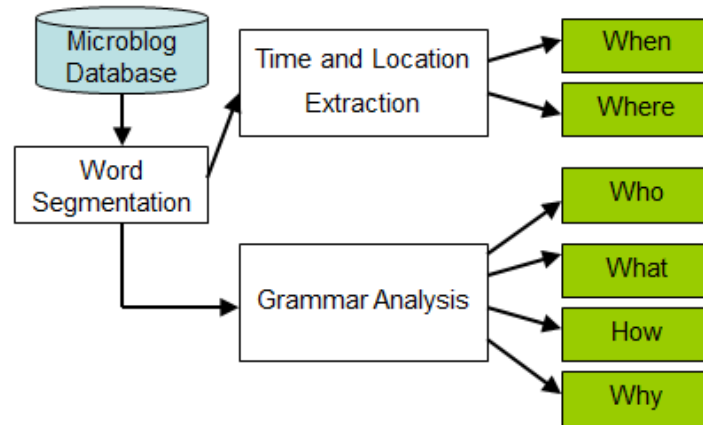 Microblog
Database
Word
Segmentation
Time and Location
Extraction
When
Where
Grammar Analysis
Who
What
How
Why